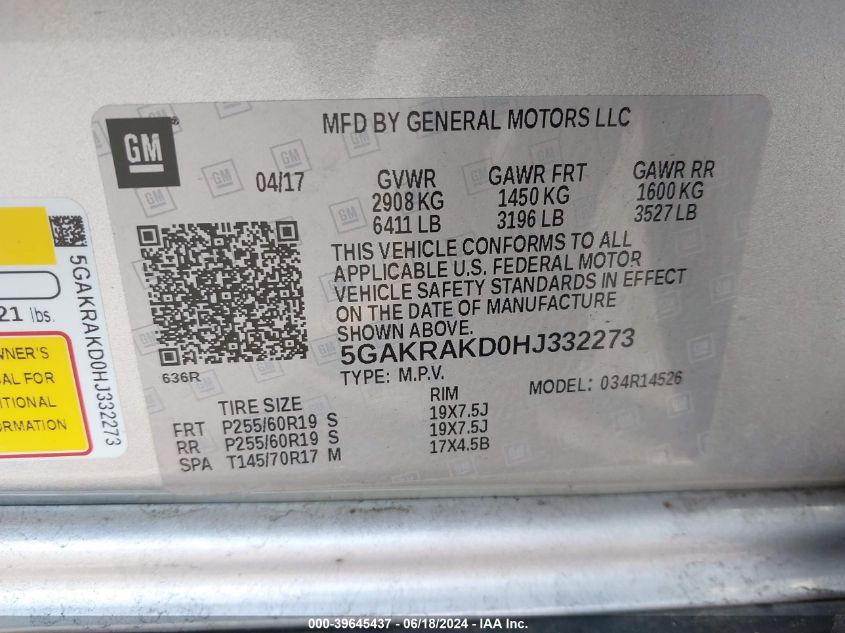 GM®
MFD BY GENERAL MOTORS LLC
04/17
GVWR GAWR FRT GAWR RR
2908 KG 1450 KG 1600 KG
6411 LB 3196 LB 3527 LB
THIS VEHICLE CONFORMS TO ALL
APPLICABLE U.S. FEDERAL MOTOR
VEHICLE SAFETY STANDARDS IN EFFECT
ON THE DATE OF MANUFACTURE
SHOWN ABOVE.
5GAKRAKD0HJ332273
636R
TYPE: M.P.V. MODEL: 034R14526
TIRE SIZE RIM
FRT P255/60R19 S 19X7.5J
RR P255/60R19 S 19X7.5J
SPA T145/70R17 M 17X4.5B
5GAKRAKD0HJ332273
21 lbs.
WNER'S
AL FOR
ITIONAL
ORMATION
000-39645437 - 06/18/2024 - IAA Inc.